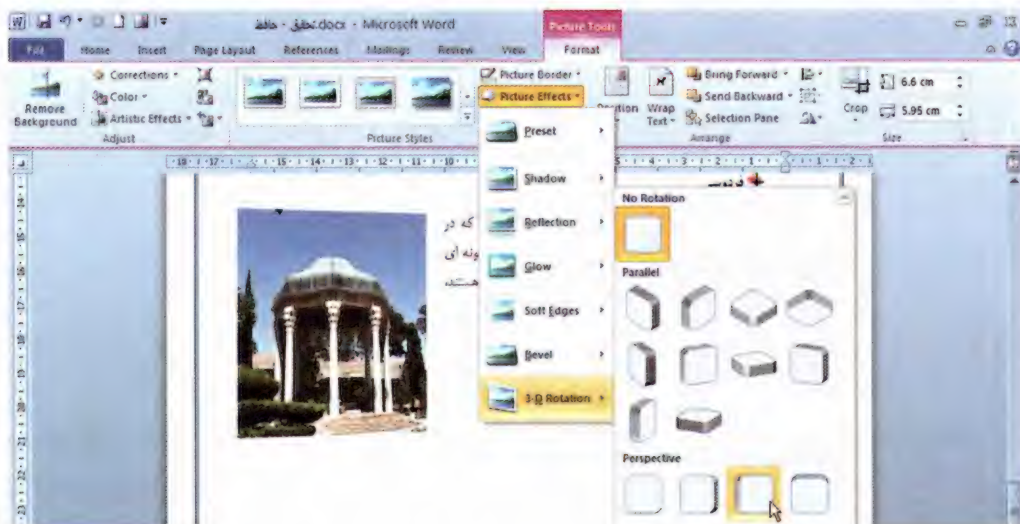 تحقیق - حافظ.docx - Microsoft Word
Picture Tools
File Home Insert Page Layout References Mailings Review View Format
Corrections
Color
Artistic Effects
Remove Background
Adjust
Picture Styles
Picture Border
Picture Effects
Position
Wrap Text
Bring Forward
Send Backward
Selection Pane
Arrange
Crop
6.6 cm
5.95 cm
Size
Preset
Shadow
Reflection
Glow
Soft Edges
Bevel
3-D Rotation
No Rotation
Parallel
Perspective
که در